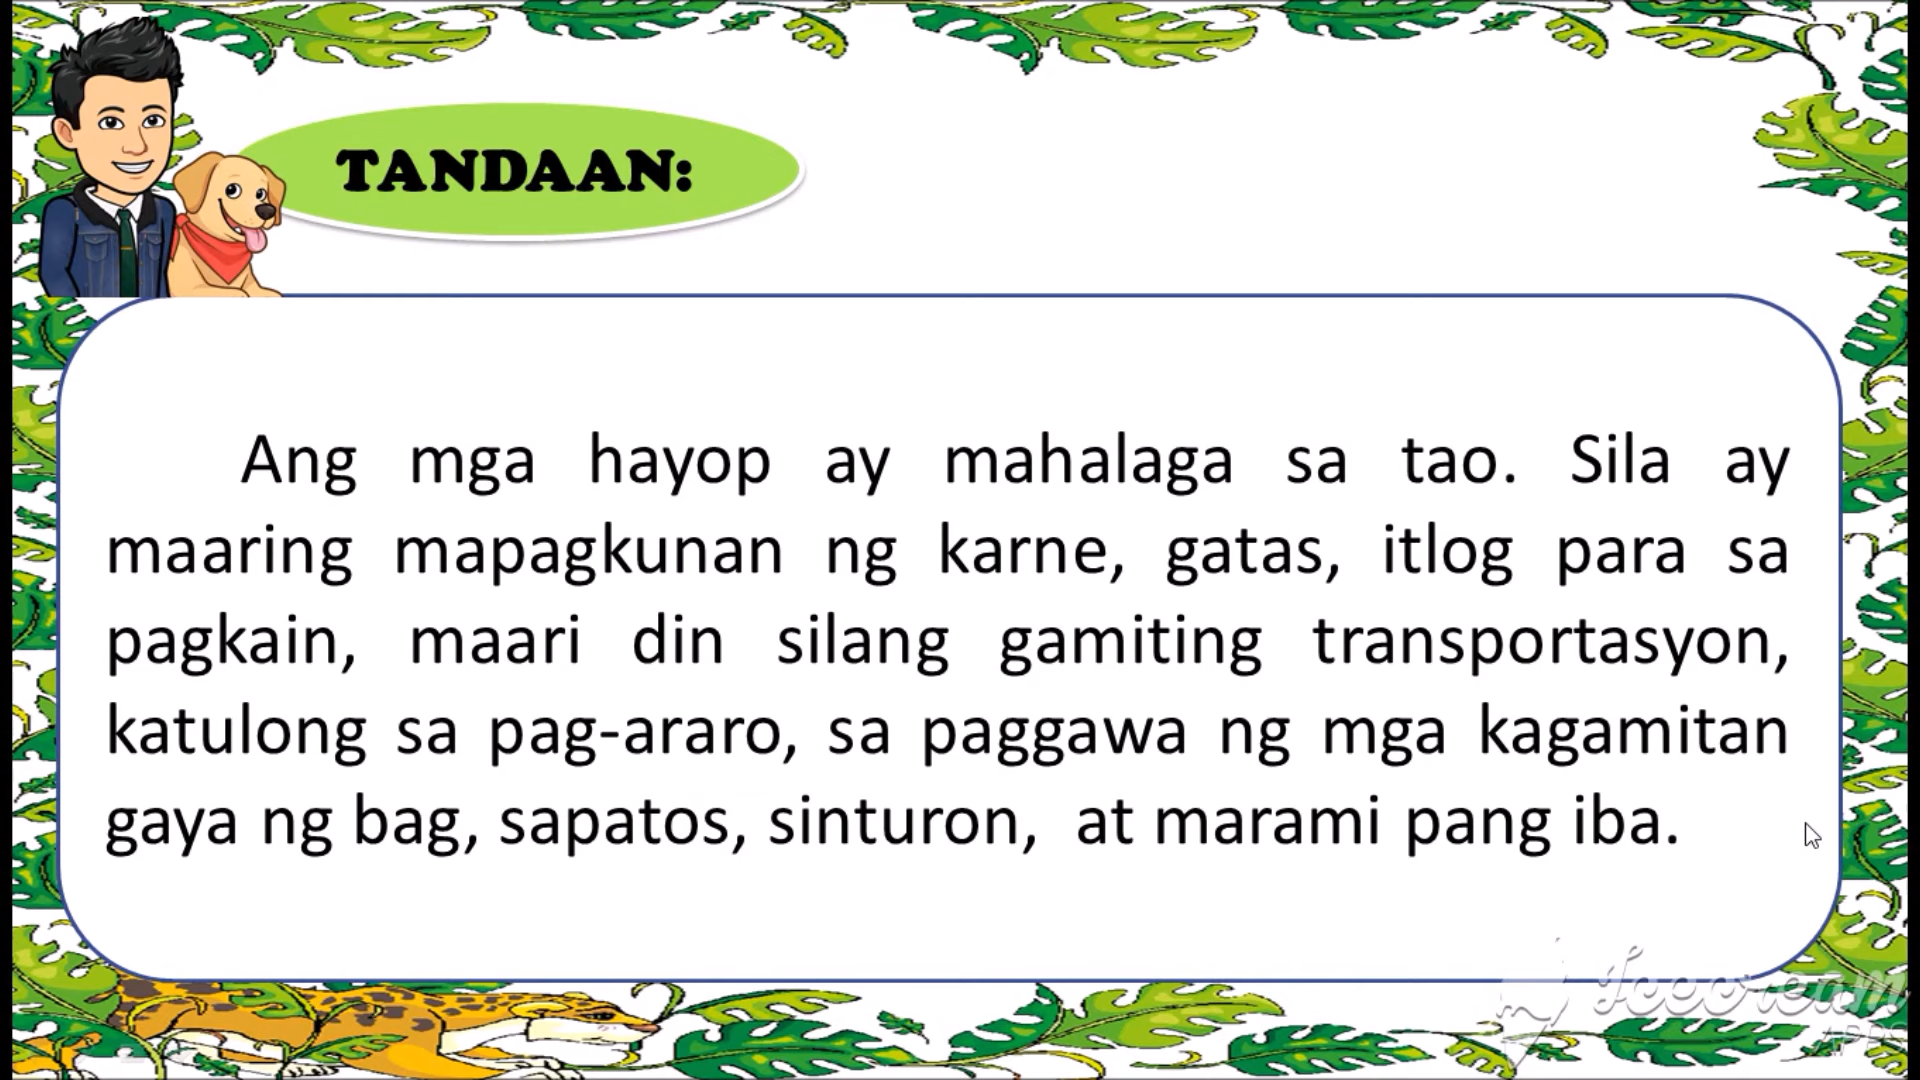 TANDAAN:
Ang mga hayop ay mahalaga sa tao. Sila ay
maaring mapagkunan ng karne, gatas, itlog para sa
pagkain, maari din silang gamiting transportasyon,
katulong sa pag-araro, sa paggawa ng mga kagamitan
gaya ng bag, sapatos, sinturon, at marami pang iba.
Icecream
APPS